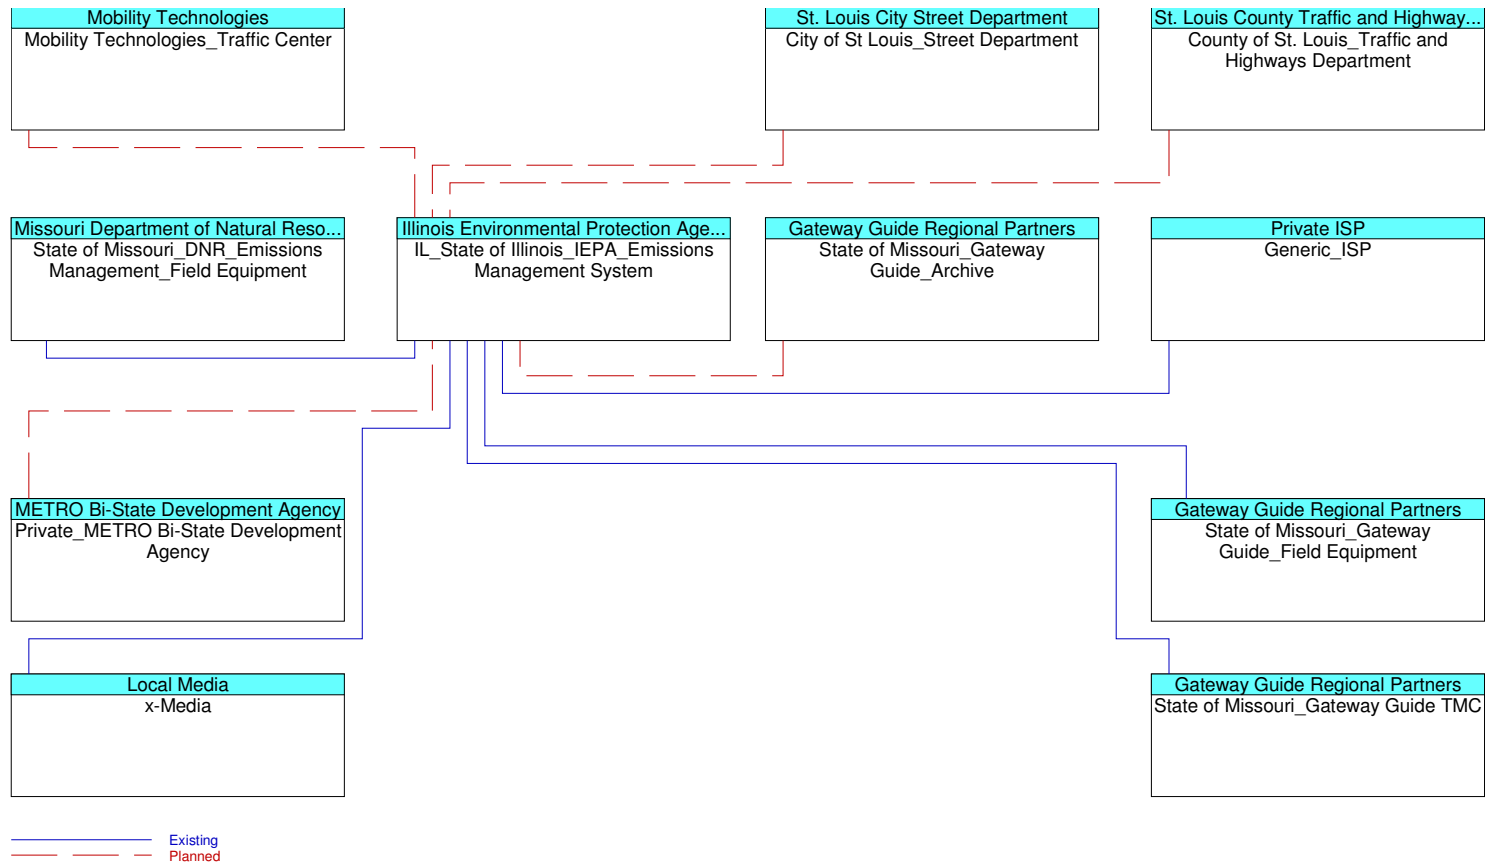 Mobility Technologies
Mobility Technologies_Traffic Center
St. Louis City Street Department
City of St Louis_Street Department
St. Louis County Traffic and Highway...
County of St. Louis_Traffic and
Highways Department
Missouri Department of Natural Reso...
State of Missouri_DNR_Emissions
Management_Field Equipment
Illinois Environmental Protection Age...
IL_State of Illinois_IEPA_Emissions
Management System
Gateway Guide Regional Partners
State of Missouri_Gateway
Guide_Archive
Private ISP
Generic_ISP
METRO Bi-State Development Agency
Private_METRO Bi-State Development
Agency
Gateway Guide Regional Partners
State of Missouri_Gateway
Guide_Field Equipment
Local Media
x-Media
Gateway Guide Regional Partners
State of Missouri_Gateway Guide TMC
Existing
Planned